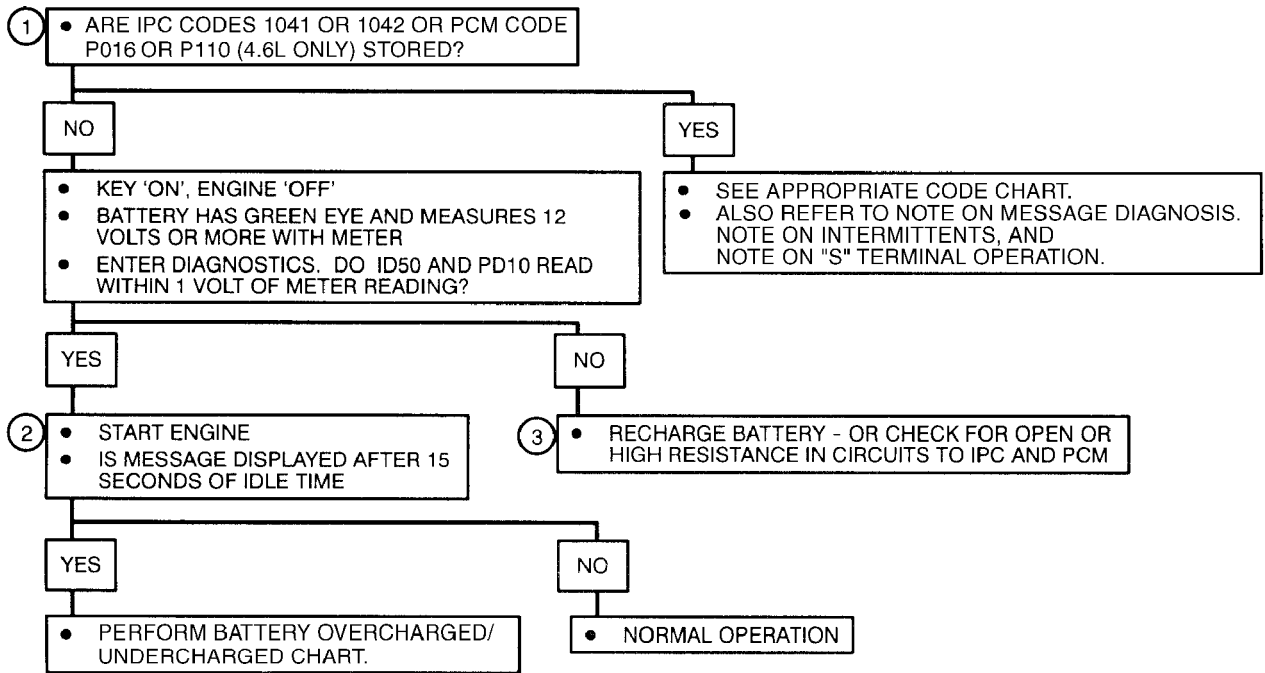 1
• ARE IPC CODES 1041 OR 1042 OR PCM CODE
P016 OR P110 (4.6L ONLY) STORED?
NO
YES
• KEY 'ON', ENGINE 'OFF'
• BATTERY HAS GREEN EYE AND MEASURES 12
VOLTS OR MORE WITH METER
• ENTER DIAGNOSTICS. DO ID50 AND PD10 READ
WITHIN 1 VOLT OF METER READING?
• SEE APPROPRIATE CODE CHART.
• ALSO REFER TO NOTE ON MESSAGE DIAGNOSIS.
NOTE ON INTERMITTENTS, AND
NOTE ON "S" TERMINAL OPERATION.
YES
NO
2
• START ENGINE
• IS MESSAGE DISPLAYED AFTER 15
SECONDS OF IDLE TIME
3
• RECHARGE BATTERY - OR CHECK FOR OPEN OR
HIGH RESISTANCE IN CIRCUITS TO IPC AND PCM
YES
NO
• PERFORM BATTERY OVERCHARGED/
UNDERCHARGED CHART.
• NORMAL OPERATION